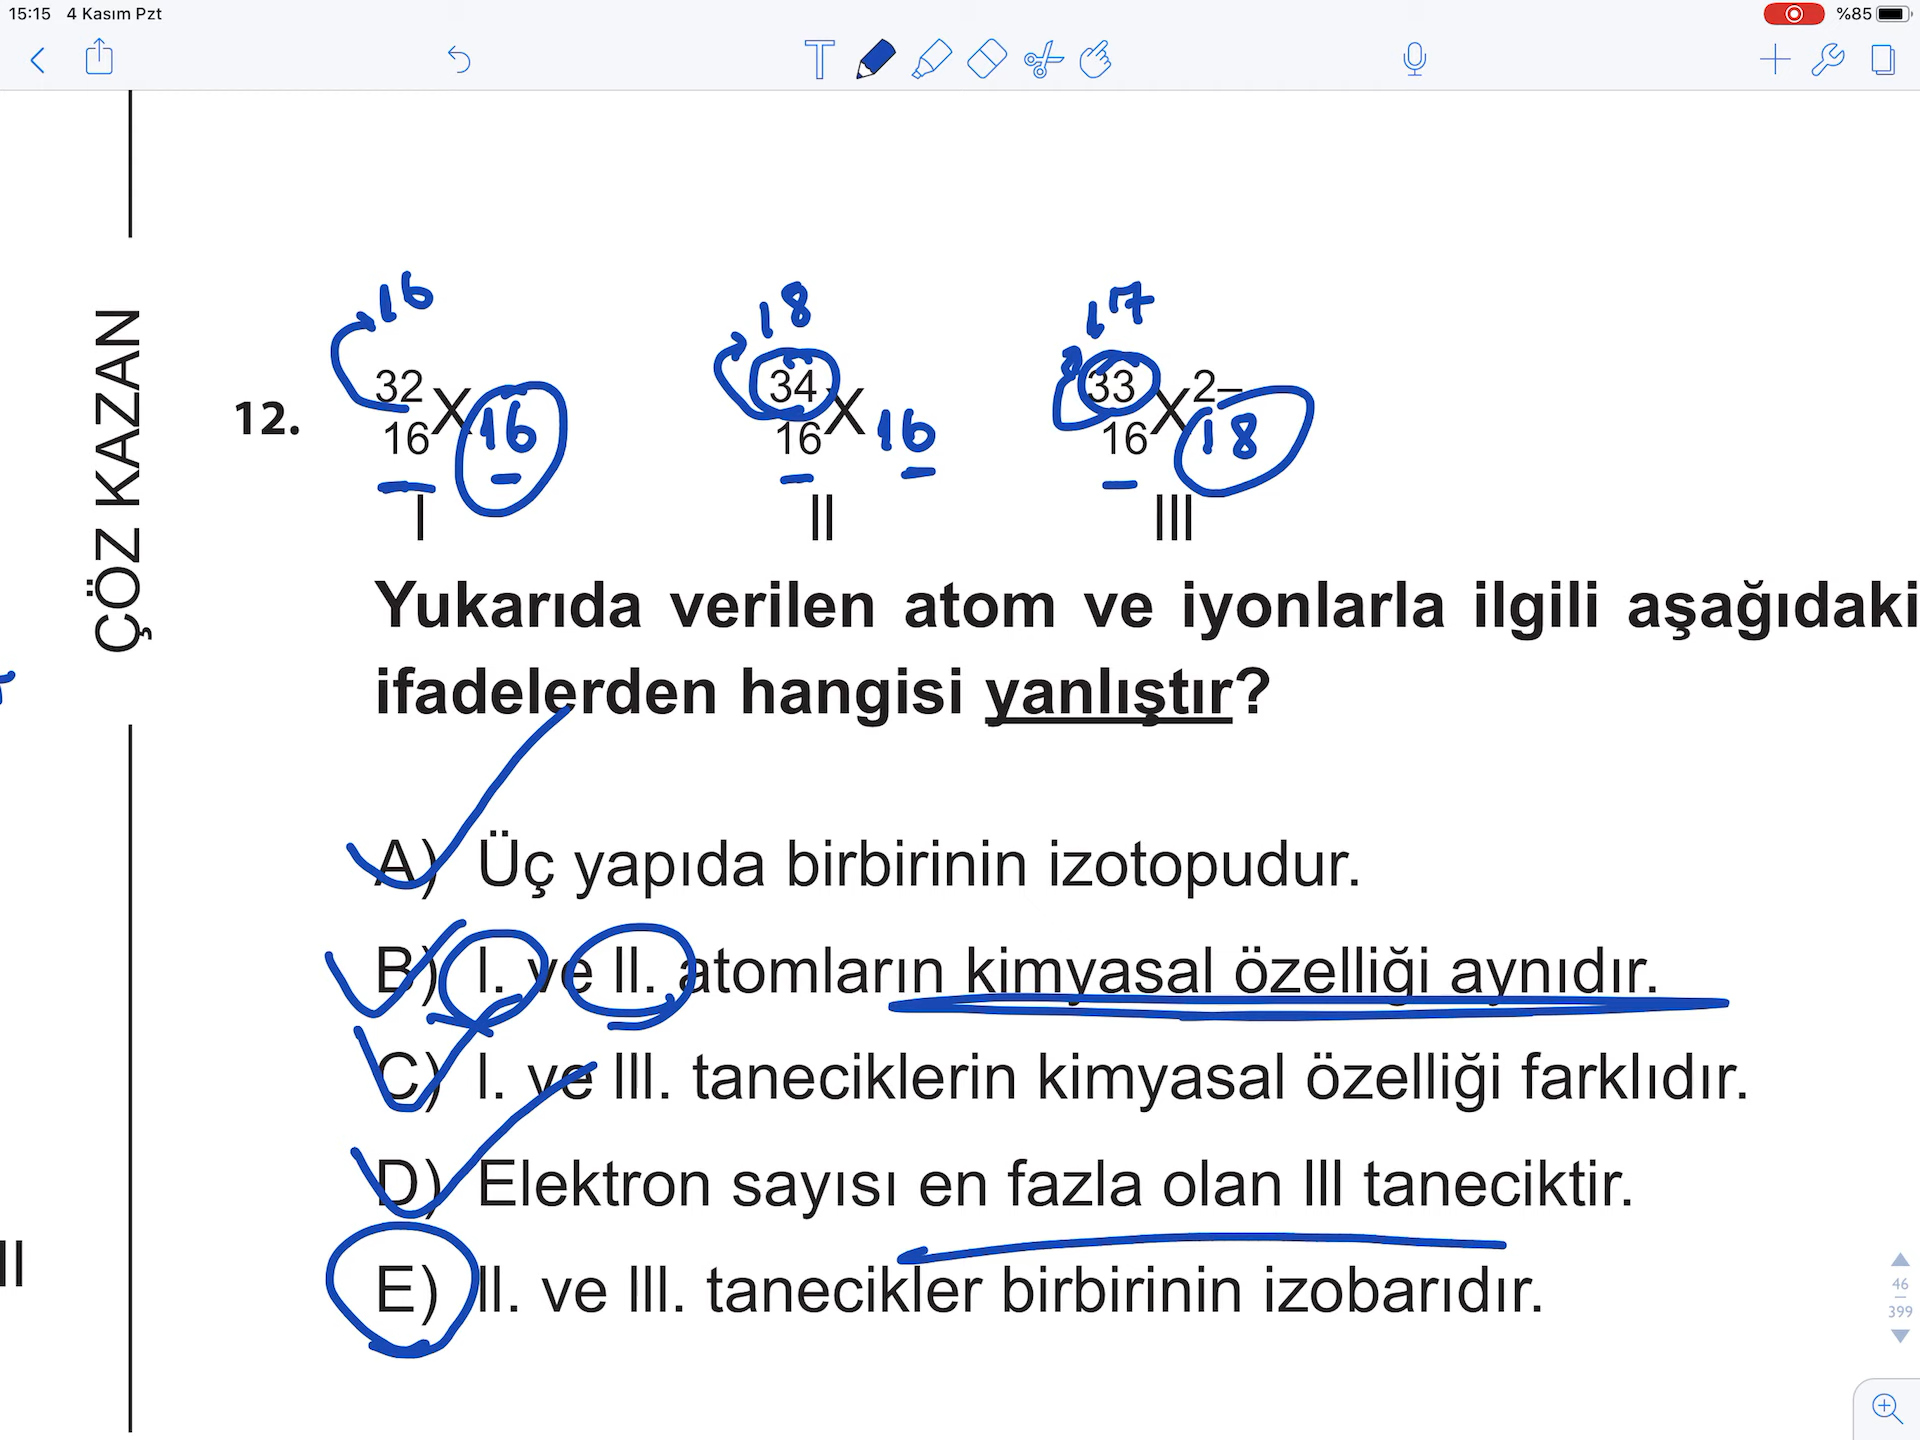 15:15 4 Kasım Pzt
%85
ÇÖZ KAZAN
16 18 17
12. 32 16 X 16 34 16 X 16 33 16 X 2– 18
I II III
Yukarıda verilen atom ve iyonlarla ilgili aşağıdaki
ifadelerden hangisi yanlıştır?
A) Üç yapıda birbirinin izotopudur.
B) I. ve II. atomların kimyasal özelliği aynıdır.
C) I. ve III. taneciklerin kimyasal özelliği farklıdır.
D) Elektron sayısı en fazla olan III taneciktir.
E) II. ve III. tanecikler birbirinin izobarıdır.
II
46
399